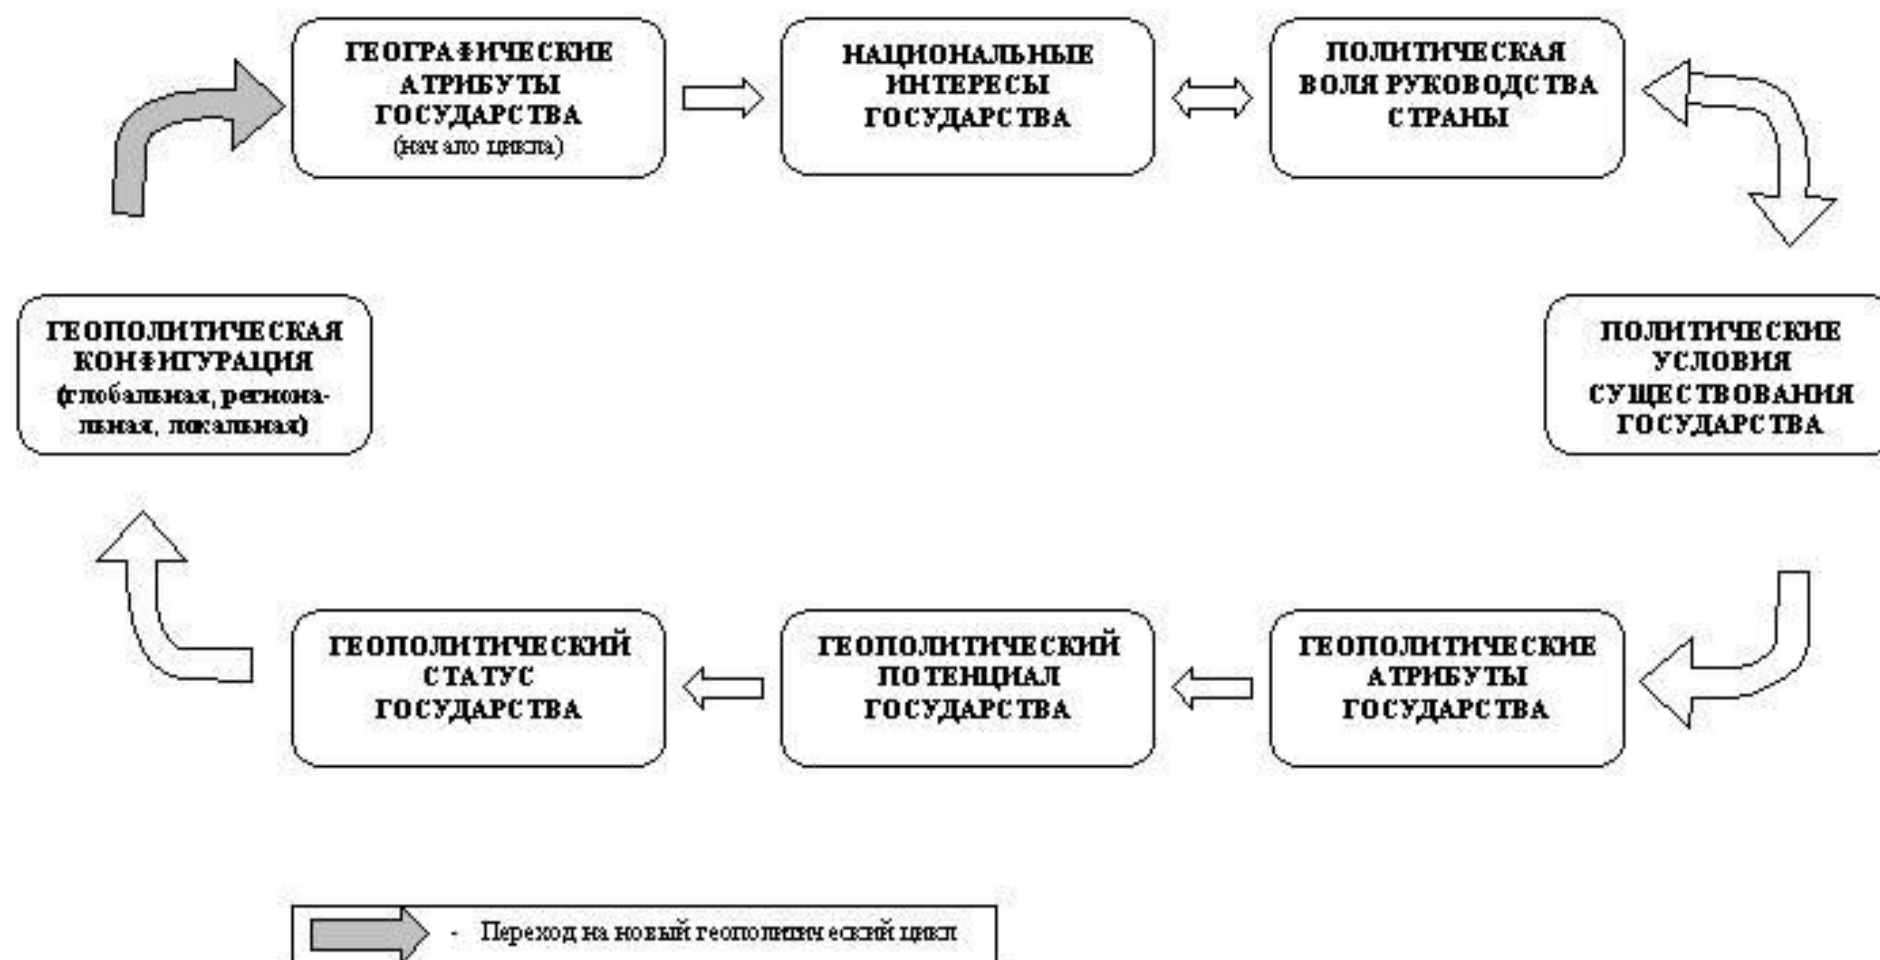 ГЕОГРАФИЧЕСКИЕ
АТРИБУТЫ
ГОСУДАРСТВА
(начало цикла)
НАЦИОНАЛЬНЫЕ
ИНТЕРЕСЫ
ГОСУДАРСТВА
ПОЛИТИЧЕСКАЯ
ВОЛЯ РУКОВОДСТВА
СТРАНЫ
ПОЛИТИЧЕСКИЕ
УСЛОВИЯ
СУЩЕСТВОВАНИЯ
ГОСУДАРСТВА
ГЕОПОЛИТИЧЕСКИЕ
АТРИБУТЫ
ГОСУДАРСТВА
ГЕОПОЛИТИЧЕСКИЙ
ПОТЕНЦИАЛ
ГОСУДАРСТВА
ГЕОПОЛИТИЧЕСКИЙ
СТАТУС
ГОСУДАРСТВА
ГЕОПОЛИТИЧЕСКАЯ
КОНФИГУРАЦИЯ
(глобальная, региона-
льная, локальная)
- Переход на новый геополитический цикл